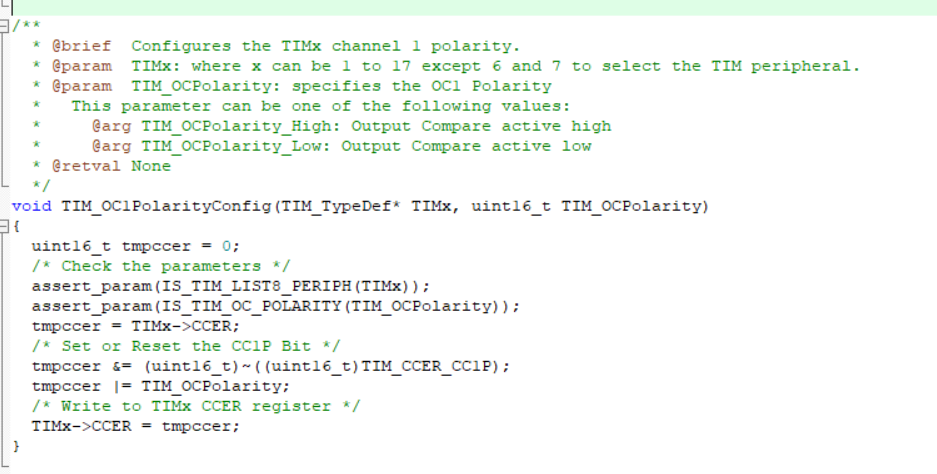 /**
  * @brief  Configures the TIMx channel 1 polarity.
  * @param  TIMx: where x can be 1 to 17 except 6 and 7 to select the TIM peripheral.
  * @param  TIM_OCPolarity: specifies the OC1 Polarity
  *   This parameter can be one of the following values:
  *     @arg TIM_OCPolarity_High: Output Compare active high
  *     @arg TIM_OCPolarity_Low: Output Compare active low
  * @retval None
  */
void TIM_OC1PolarityConfig(TIM_TypeDef* TIMx, uint16_t TIM_OCPolarity)
{
  uint16_t tmpccer = 0;
  /* Check the parameters */
  assert_param(IS_TIM_LIST8_PERIPH(TIMx));
  assert_param(IS_TIM_OC_POLARITY(TIM_OCPolarity));
  tmpccer = TIMx->CCER;
  /* Set or Reset the CC1P Bit */
  tmpccer &= (uint16_t)~((uint16_t)TIM_CCER_CC1P);
  tmpccer |= TIM_OCPolarity;
  /* Write to TIMx CCER register */
  TIMx->CCER = tmpccer;
}